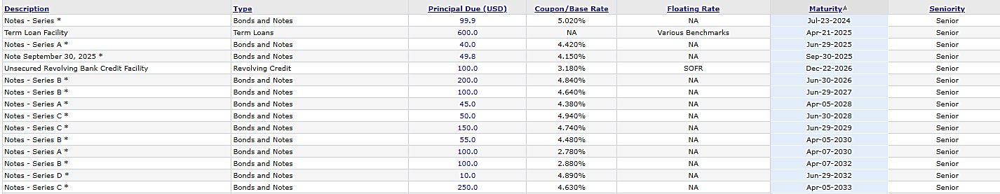 Description Type Principal Due (USD) Coupon/Base Rate Floating Rate Maturity Seniority
Notes - Series * Bonds and Notes 99.9 5.020% NA Jul-23-2024 Senior
Term Loan Facility Term Loans 600.0 NA Various Benchmarks Apr-21-2025 Senior
Notes - Series A * Bonds and Notes 40.0 4.420% NA Jun-29-2025 Senior
Note September 30, 2025 * Bonds and Notes 49.8 4.150% NA Sep-30-2025 Senior
Unsecured Revolving Bank Credit Facility Revolving Credit 100.0 3.180% SOFR Dec-22-2026 Senior
Notes - Series B * Bonds and Notes 200.0 4.840% NA Jun-30-2026 Senior
Notes - Series B * Bonds and Notes 100.0 4.640% NA Jun-29-2027 Senior
Notes - Series A * Bonds and Notes 45.0 4.380% NA Apr-05-2028 Senior
Notes - Series C * Bonds and Notes 50.0 4.940% NA Jun-30-2028 Senior
Notes - Series C * Bonds and Notes 150.0 4.740% NA Jun-29-2029 Senior
Notes - Series B * Bonds and Notes 55.0 4.480% NA Apr-05-2030 Senior
Notes - Series A * Bonds and Notes 100.0 2.780% NA Apr-07-2030 Senior
Notes - Series B * Bonds and Notes 100.0 2.880% NA Apr-07-2032 Senior
Notes - Series D * Bonds and Notes 10.0 4.890% NA Jun-29-2032 Senior
Notes - Series C * Bonds and Notes 250.0 4.630% NA Apr-05-2033 Senior